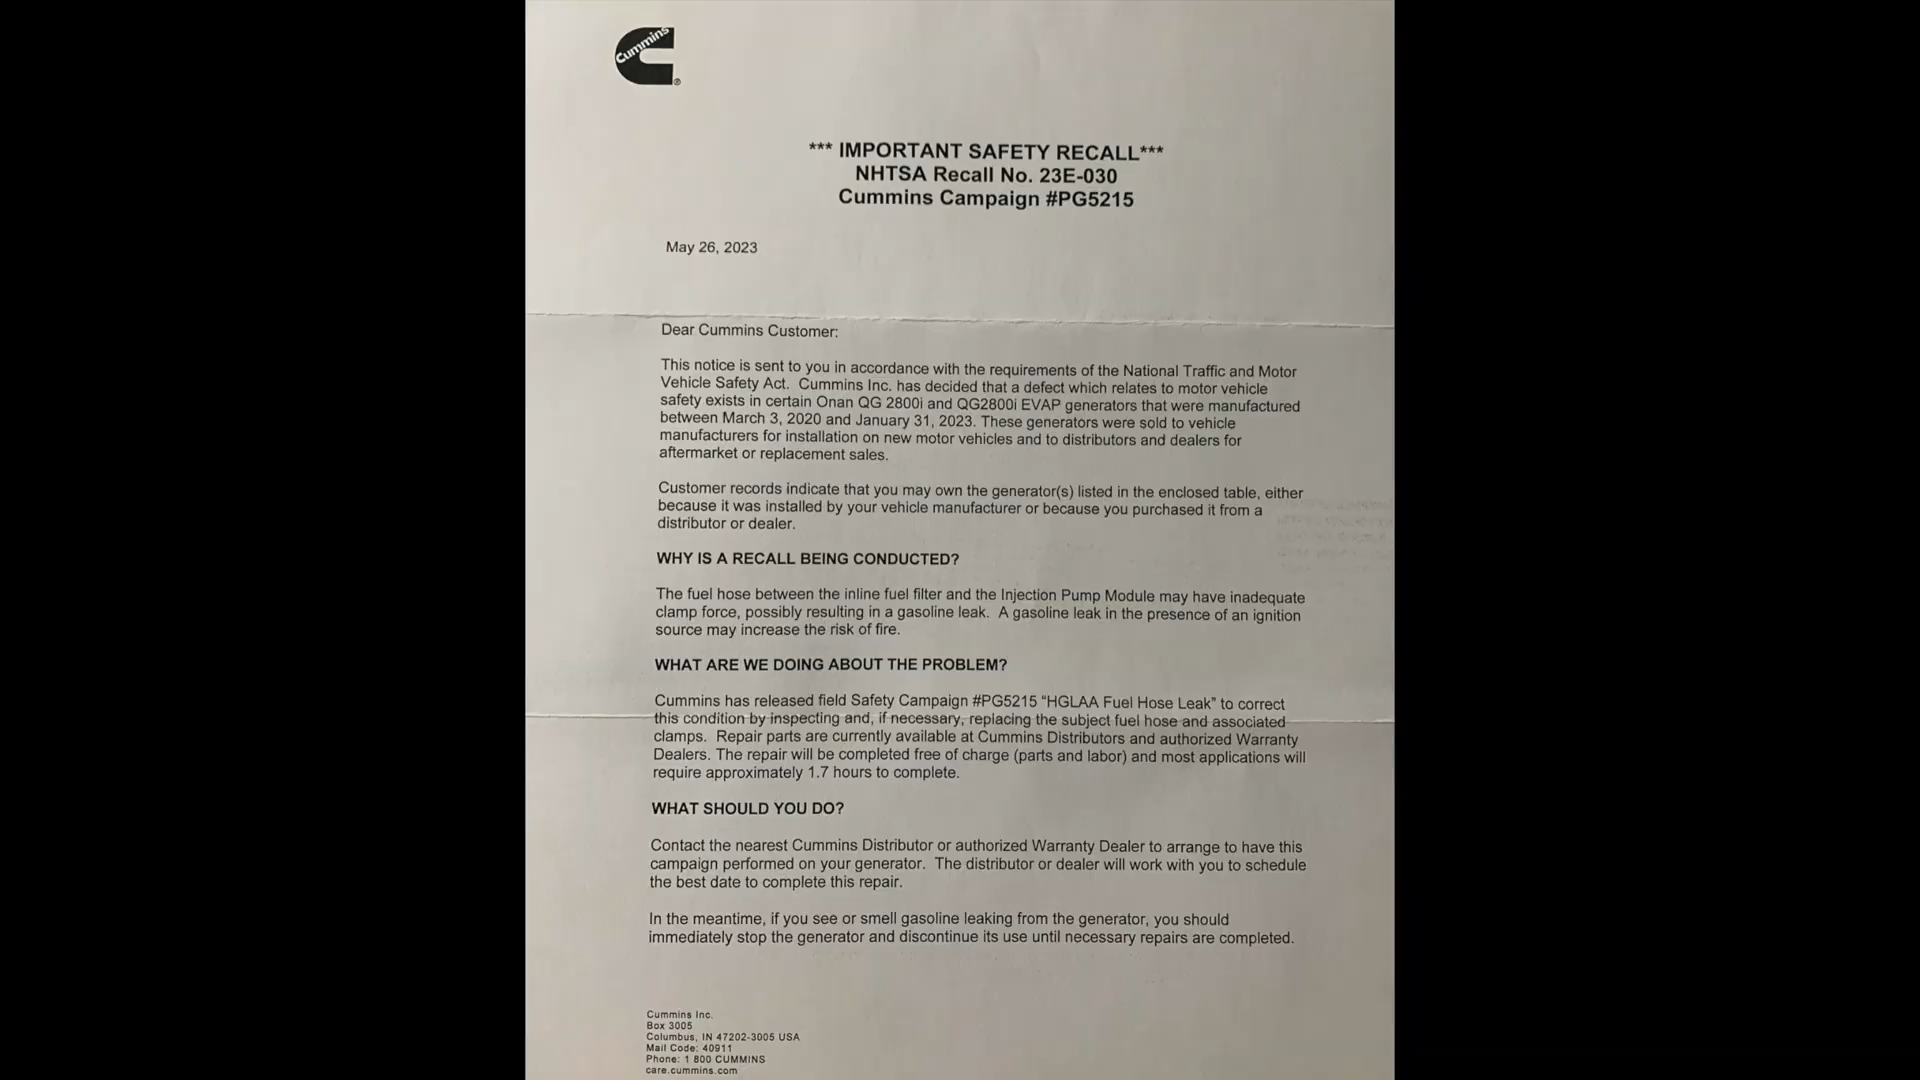 Cummins
®
*** IMPORTANT SAFETY RECALL***
NHTSA Recall No. 23E-030
Cummins Campaign #PG5215
May 26, 2023
Dear Cummins Customer:
This notice is sent to you in accordance with the requirements of the National Traffic and Motor
Vehicle Safety Act.  Cummins Inc. has decided that a defect which relates to motor vehicle
safety exists in certain Onan QG 2800i and QG2800i EVAP generators that were manufactured
between March 3, 2020 and January 31, 2023. These generators were sold to vehicle
manufacturers for installation on new motor vehicles and to distributors and dealers for
aftermarket or replacement sales.
Customer records indicate that you may own the generator(s) listed in the enclosed table, either
because it was installed by your vehicle manufacturer or because you purchased it from a
distributor or dealer.
WHY IS A RECALL BEING CONDUCTED?
The fuel hose between the inline fuel filter and the Injection Pump Module may have inadequate
clamp force, possibly resulting in a gasoline leak.  A gasoline leak in the presence of an ignition
source may increase the risk of fire.
WHAT ARE WE DOING ABOUT THE PROBLEM?
Cummins has released field Safety Campaign #PG5215 “HGLAA Fuel Hose Leak” to correct
this condition by inspecting and, if necessary, replacing the subject fuel hose and associated
clamps.  Repair parts are currently available at Cummins Distributors and authorized Warranty
Dealers. The repair will be completed free of charge (parts and labor) and most applications will
require approximately 1.7 hours to complete.
WHAT SHOULD YOU DO?
Contact the nearest Cummins Distributor or authorized Warranty Dealer to arrange to have this
campaign performed on your generator.  The distributor or dealer will work with you to schedule
the best date to complete this repair.
In the meantime, if you see or smell gasoline leaking from the generator, you should
immediately stop the generator and discontinue its use until necessary repairs are completed.
Cummins Inc.
Box 3005
Columbus, IN 47202-3005 USA
Mail Code: 40911
Phone: 1 800 CUMMINS
care.cummins.com